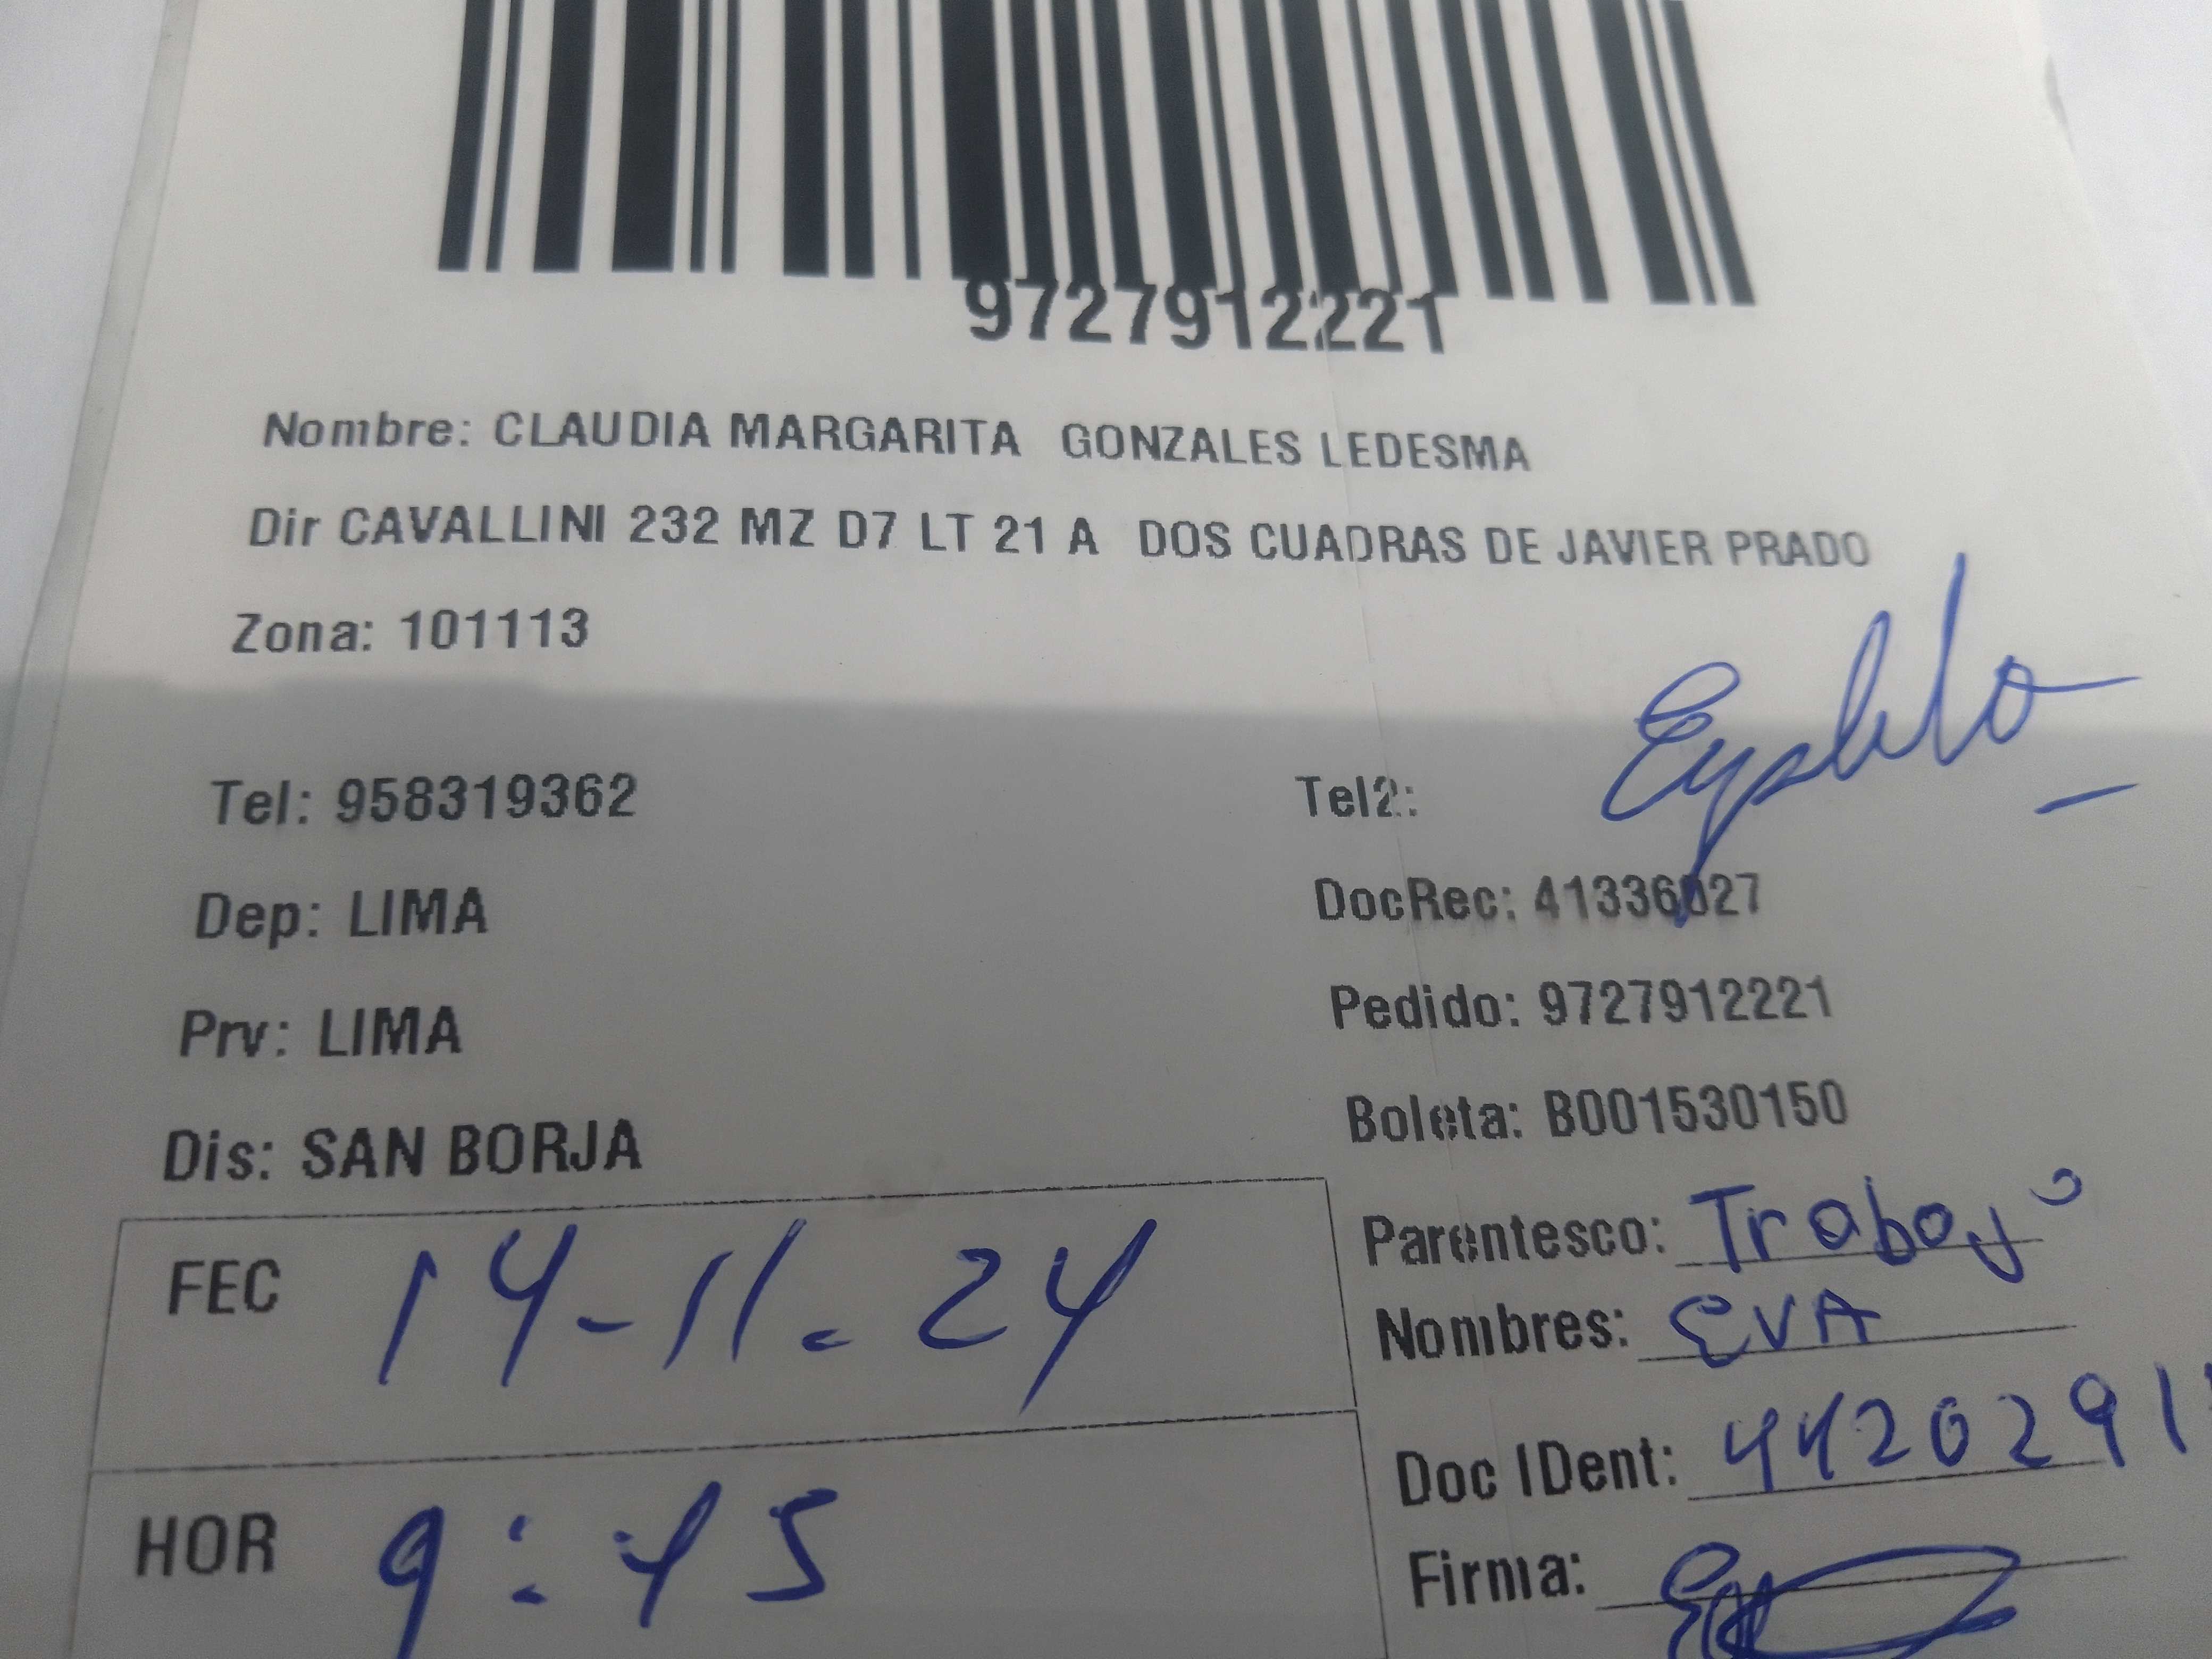 9727912221
Nombre: CLAUDIA MARGARITA GONZALES LEDESMA
Dir CAVALLINI 232 MZ D7 LT 21 A DOS CUADRAS DE JAVIER PRADO
Zona: 101113
Tel: 958319362
Tel2:
Dep: LIMA
DocRec: 41336027
Prv: LIMA
Pedido: 9727912221
Dis: SAN BORJA
Boleta: B001530150
FEC 14-11-24
Parentesco: Trabajo
Nombres: EVA
Doc IDent: 4420291
HOR 9:45
Firma: